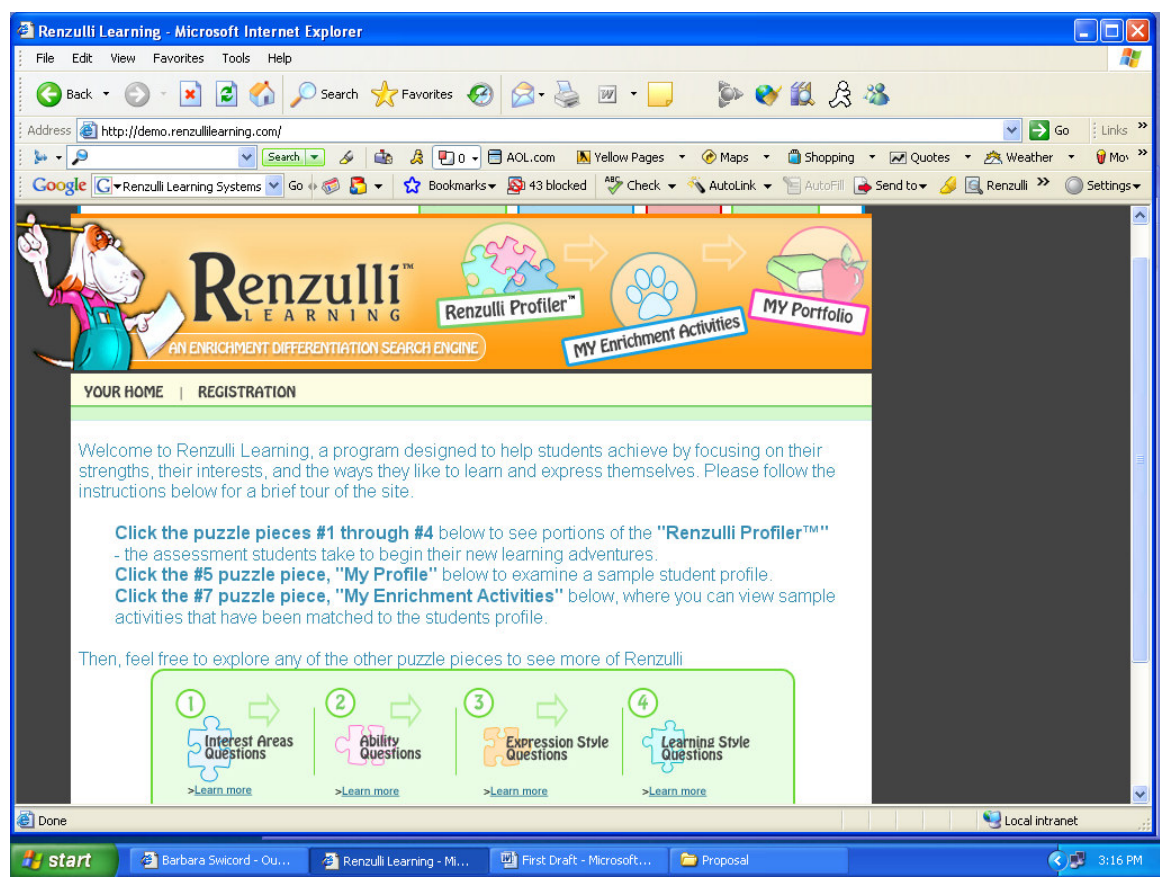 Renzulli Learning - Microsoft Internet Explorer
File Edit View Favorites Tools Help
Back Search Favorites
Address http://demo.renzullilearning.com/ Go Links »
Search 0 AOL.com Yellow Pages Maps Shopping Quotes Weather Mov »
Google G Renzulli Learning Systems Go Bookmarks 43 blocked ABC Check AutoLink AutoFill Send to Renzulli » Settings
Renzulli™
LEARNING
AN ENRICHMENT DIFFERENTIATION SEARCH ENGINE
Renzulli Profiler™
MY Enrichment Activities
MY Portfolio
YOUR HOME | REGISTRATION
Welcome to Renzulli Learning, a program designed to help students achieve by focusing on their
strengths, their interests, and the ways they like to learn and express themselves. Please follow the
instructions below for a brief tour of the site.
Click the puzzle pieces #1 through #4 below to see portions of the "Renzulli Profiler™"
- the assessment students take to begin their new learning adventures.
Click the #5 puzzle piece, "My Profile" below to examine a sample student profile.
Click the #7 puzzle piece, "My Enrichment Activities" below, where you can view sample
activities that have been matched to the students profile.
Then, feel free to explore any of the other puzzle pieces to see more of Renzulli
1 2 3 4
Interest Areas Ability Expression Style Learning Style
Questions Questions Questions Questions
>Learn more >Learn more >Learn more >Learn more
Done Local intranet
start Barbara Swicord - Ou... Renzulli Learning - Mi... First Draft - Microsoft... Proposal 3:16 PM